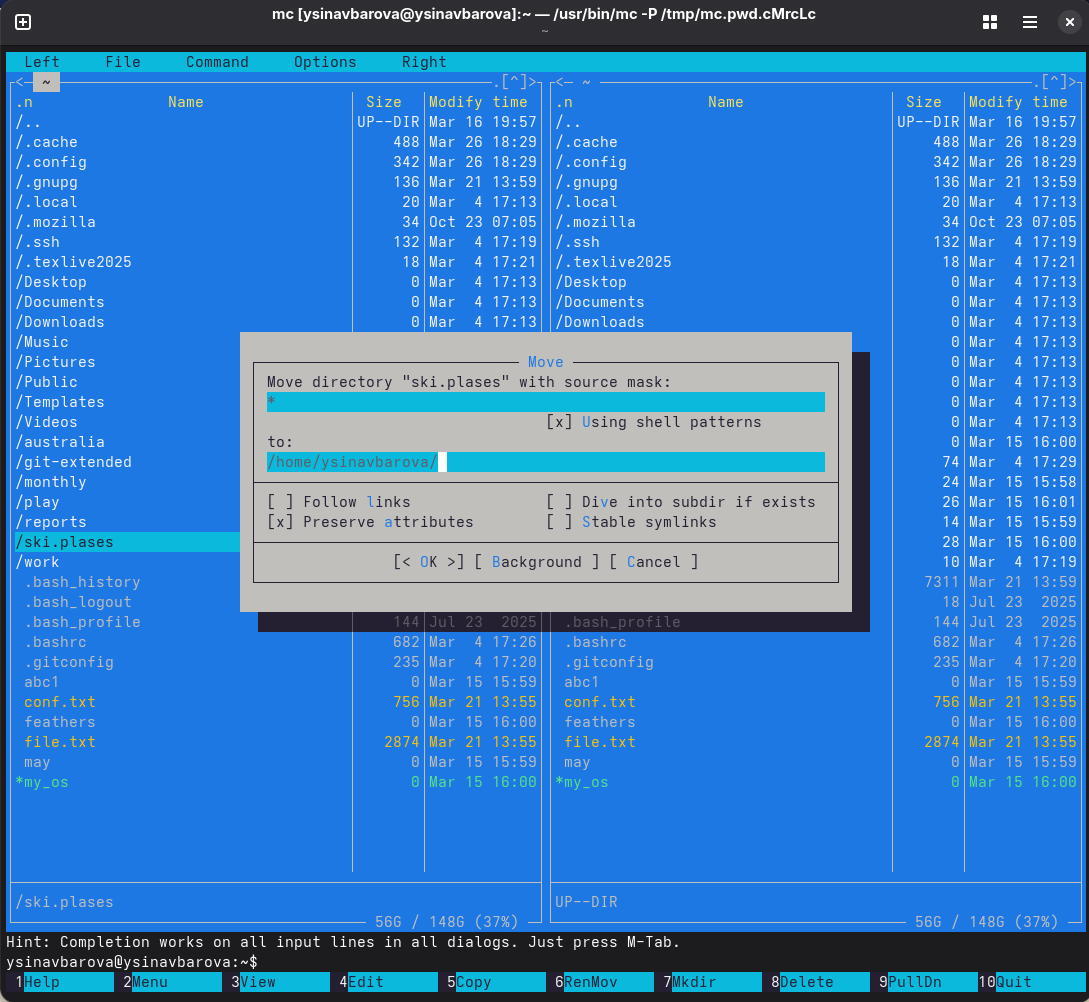 mc [ysinavbarova@ysinavbarova]:~ — /usr/bin/mc -P /tmp/mc.pwd.cMrcLc
~
Left File Command Options Right
<─ ~ ─.[^]>┐┌<─ ~ ─.[^]>
.n Name Size Modify time .n Name Size Modify time
/.. UP--DIR Mar 16 19:57 /.. UP--DIR Mar 16 19:57
/.cache 488 Mar 26 18:29 /.cache 488 Mar 26 18:29
/.config 342 Mar 26 18:29 /.config 342 Mar 26 18:29
/.gnupg 136 Mar 21 13:59 /.gnupg 136 Mar 21 13:59
/.local 20 Mar 4 17:13 /.local 20 Mar 4 17:13
/.mozilla 34 Oct 23 07:05 /.mozilla 34 Oct 23 07:05
/.ssh 132 Mar 4 17:19 /.ssh 132 Mar 4 17:19
/.texlive2025 18 Mar 4 17:21 /.texlive2025 18 Mar 4 17:21
/Desktop 0 Mar 4 17:13 /Desktop 0 Mar 4 17:13
/Documents 0 Mar 4 17:13 /Documents 0 Mar 4 17:13
/Downloads 0 Mar 4 17:13 /Downloads 0 Mar 4 17:13
/Music 0 Mar 4 17:13
/Pictures Move 0 Mar 4 17:13
/Public Move directory "ski.plases" with source mask: 0 Mar 4 17:13
/Templates * 0 Mar 4 17:13
/Videos [x] Using shell patterns 0 Mar 4 17:13
/australia to: 0 Mar 15 16:00
/git-extended /home/ysinavbarova/ 74 Mar 4 17:29
/monthly 24 Mar 15 15:58
/play [ ] Follow links [ ] Dive into subdir if exists 26 Mar 15 16:01
/reports [x] Preserve attributes [ ] Stable symlinks 14 Mar 15 15:59
/ski.plases 28 Mar 15 16:00
/work [< OK >] [ Background ] [ Cancel ] 10 Mar 4 17:19
.bash_history 7311 Mar 21 13:59
.bash_logout 18 Jul 23 2025
.bash_profile 144 Jul 23 2025 .bash_profile 144 Jul 23 2025
.bashrc 682 Mar 4 17:26 .bashrc 682 Mar 4 17:26
.gitconfig 235 Mar 4 17:20 .gitconfig 235 Mar 4 17:20
abc1 0 Mar 15 15:59 abc1 0 Mar 15 15:59
conf.txt 756 Mar 21 13:55 conf.txt 756 Mar 21 13:55
feathers 0 Mar 15 16:00 feathers 0 Mar 15 16:00
file.txt 2874 Mar 21 13:55 file.txt 2874 Mar 21 13:55
may 0 Mar 15 15:59 may 0 Mar 15 15:59
*my_os 0 Mar 15 16:00 *my_os 0 Mar 15 16:00
/ski.plases UP--DIR
56G / 148G (37%) 56G / 148G (37%)
Hint: Completion works on all input lines in all dialogs. Just press M-Tab.
ysinavbarova@ysinavbarova:~$
1Help 2Menu 3View 4Edit 5Copy 6RenMov 7Mkdir 8Delete 9PullDn 10Quit